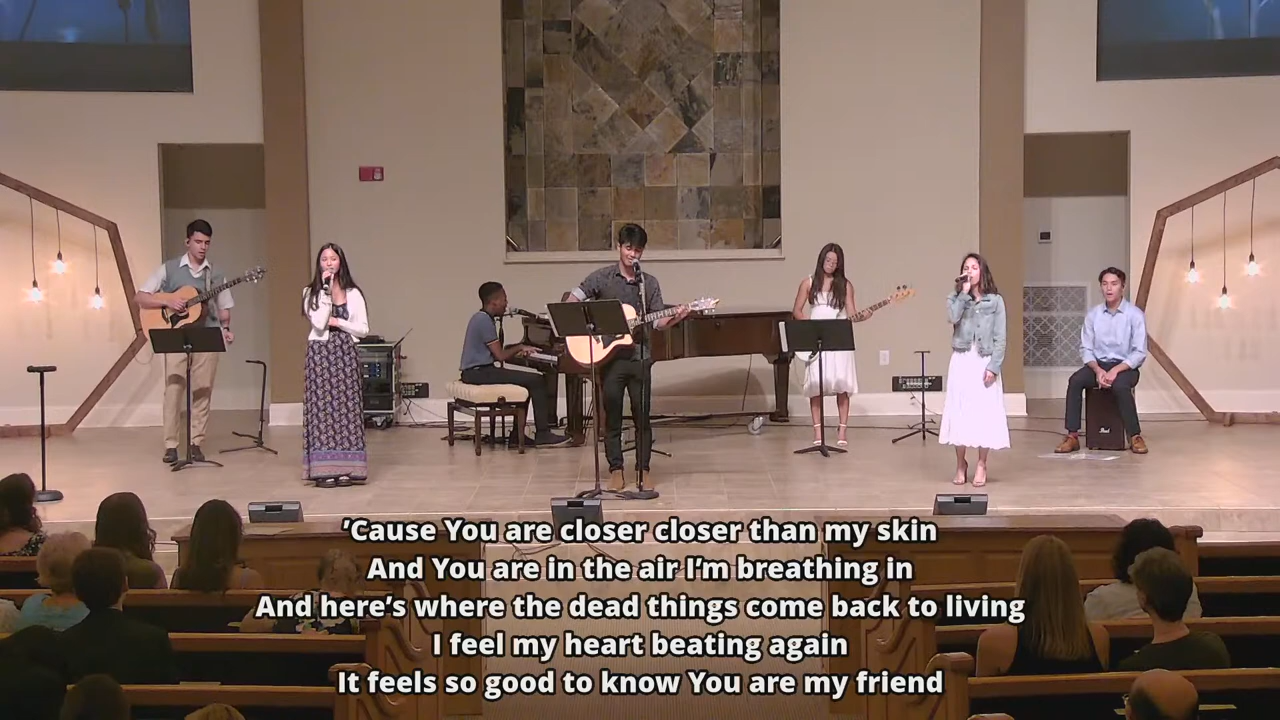 ’Cause You are closer closer than my skin
And You are in the air I’m breathing in
And here’s where the dead things come back to living
I feel my heart beating again
It feels so good to know You are my friend